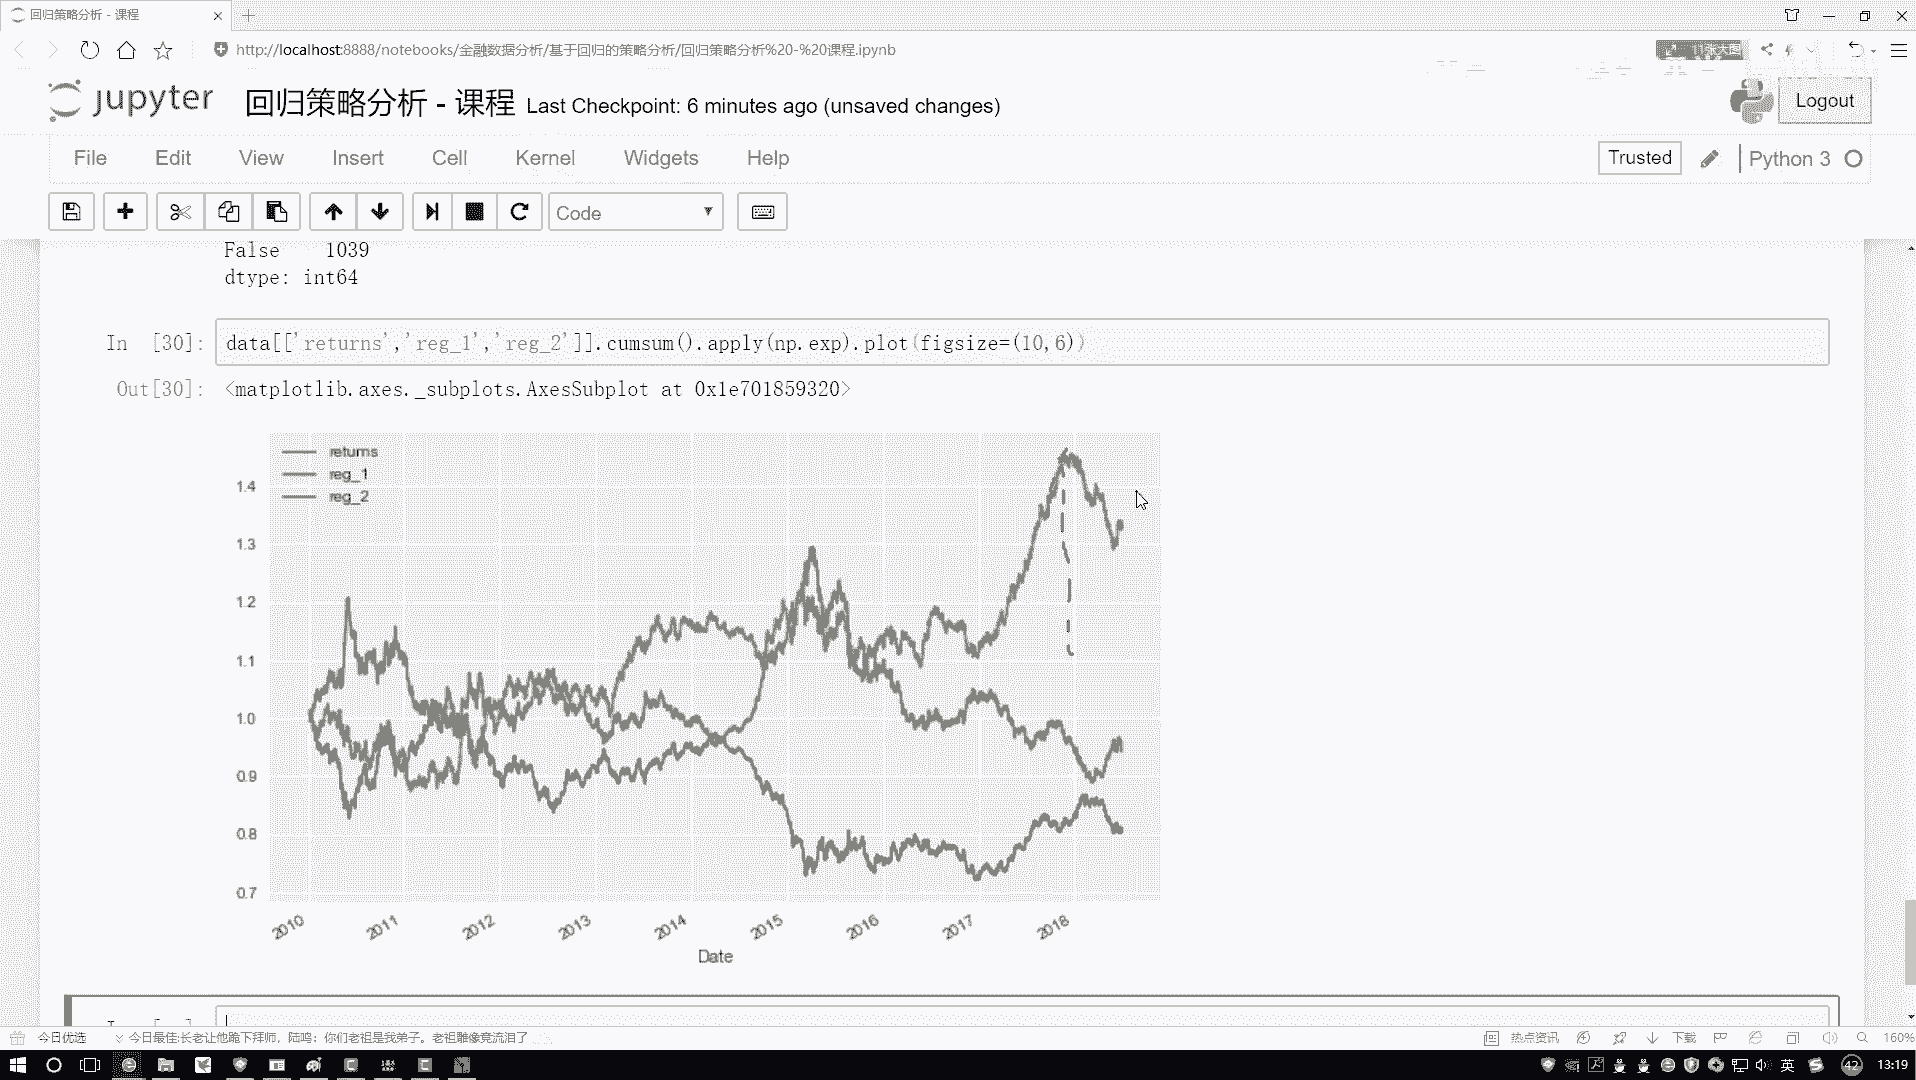 回归策略分析 - 课程
http://localhost:8888/notebooks/金融数据分析/基于回归的策略分析/回归策略分析%20-%20课程.ipynb
11张大图
jupyter 回归策略分析 - 课程 Last Checkpoint: 6 minutes ago (unsaved changes)
Logout
File Edit View Insert Cell Kernel Widgets Help
Trusted Python 3
Code
False 1039
dtype: int64
In [30]: data[['returns','reg_1','reg_2']].cumsum().apply(np.exp).plot(figsize=(10,6))
Out[30]: <matplotlib.axes._subplots.AxesSubplot at 0x1e701859320>
returns
reg_1
reg_2
1.4
1.3
1.2
1.1
1.0
0.9
0.8
0.7
2010 2011 2012 2013 2014 2015 2016 2017 2018
Date
今日优选 今日最佳:长老让他跪下拜师，陆鸣：你们老祖是我弟子。老祖雕像竟流泪了
热点资讯 下载 160%
英 42 13:19